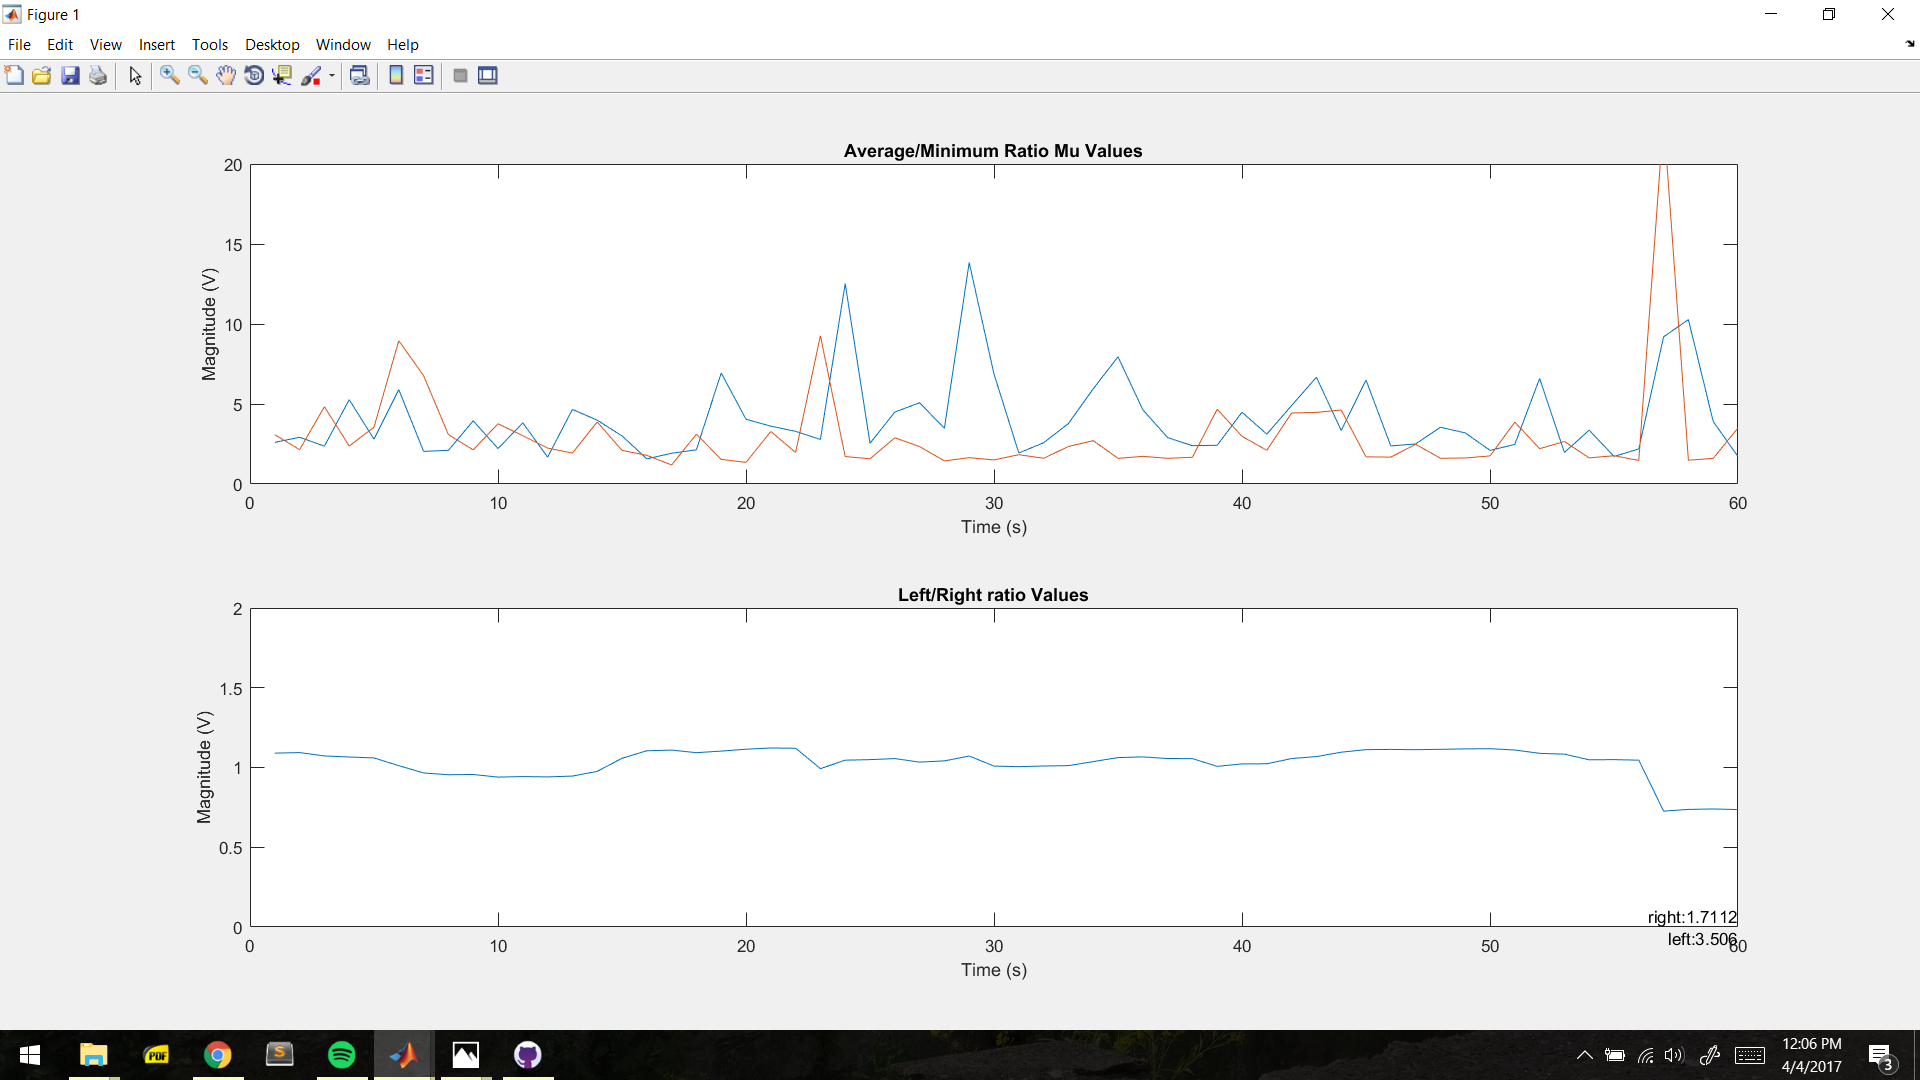 Figure 1
File Edit View Insert Tools Desktop Window Help
Average/Minimum Ratio Mu Values
20
15
10
5
0
Magnitude (V)
0 10 20 30 40 50 60
Time (s)
Left/Right ratio Values
2
1.5
1
0.5
0
Magnitude (V)
right:1.7112
left:3.506
0 10 20 30 40 50 60
Time (s)
PDF
S
12:06 PM
4/4/2017
3